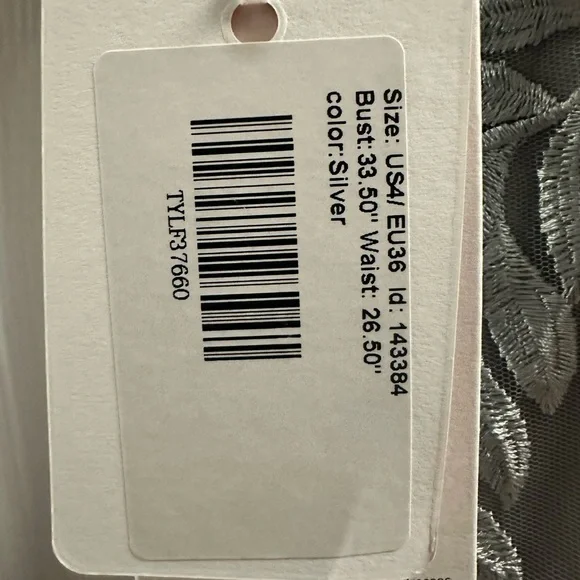 Size: US4/ EU36 Id: 143384
Bust:33.50" Waist: 26.50"
color:Silver
TYLF37660